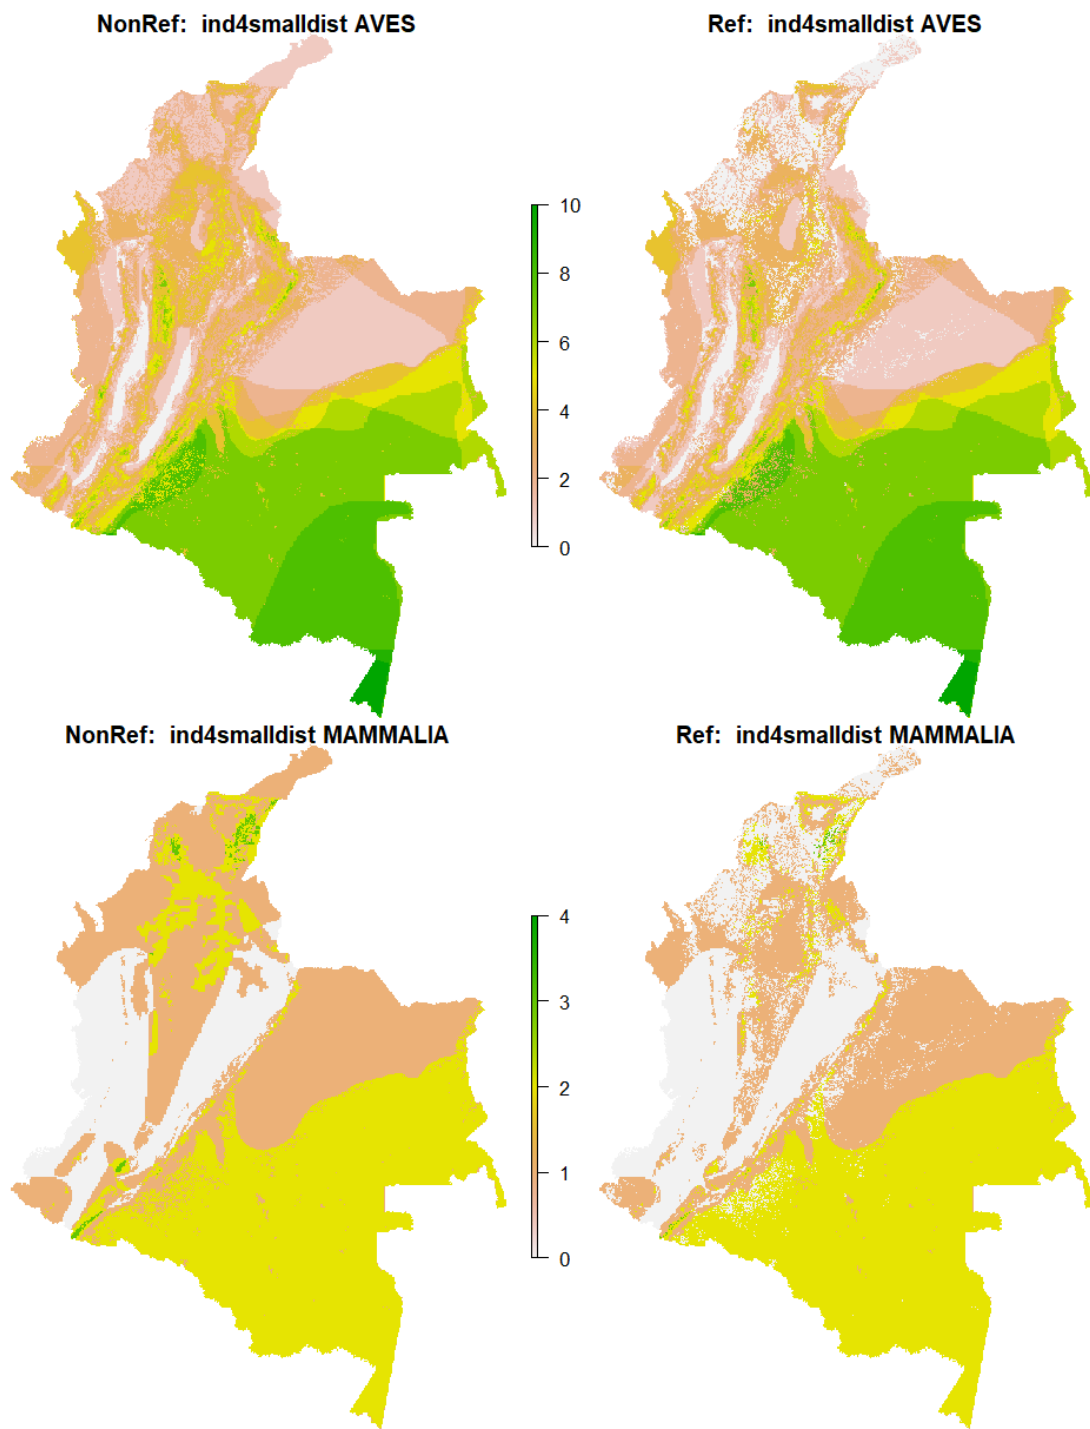 NonRef: ind4smalldist AVES
Ref: ind4smalldist AVES
10
8
6
4
2
0
NonRef: ind4smalldist MAMMALIA
Ref: ind4smalldist MAMMALIA
4
3
2
1
0